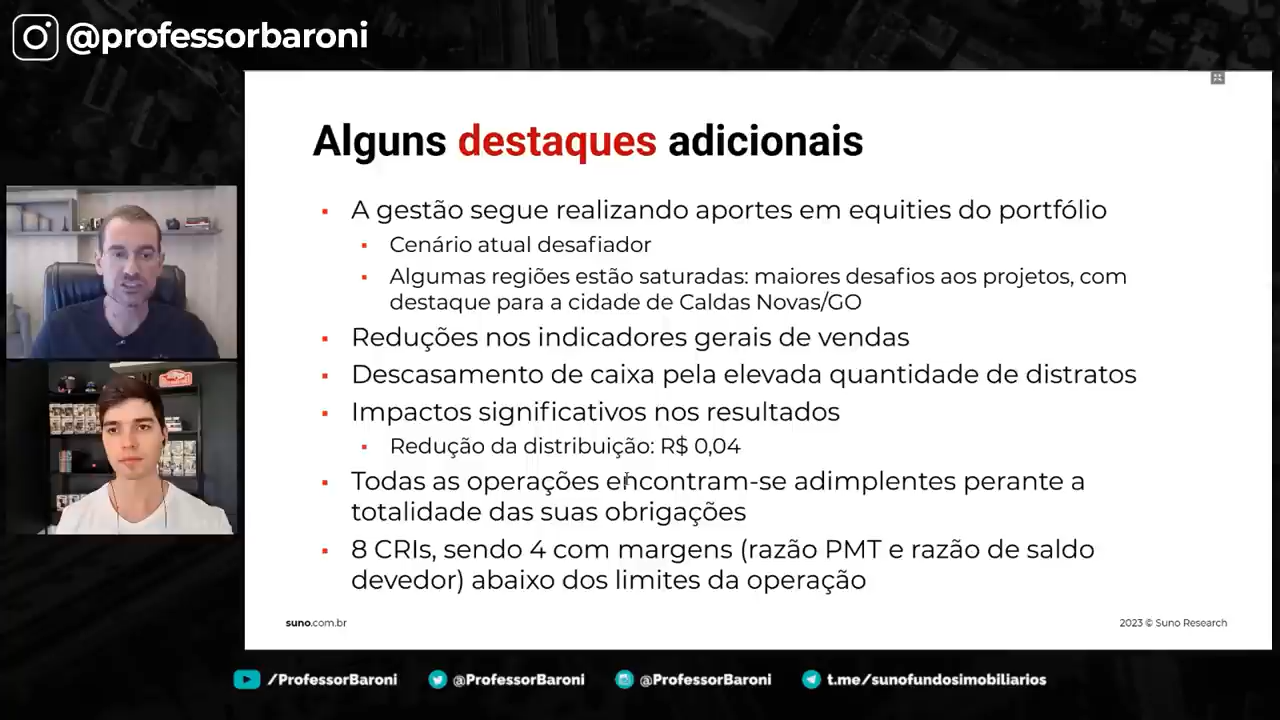 @professorbaroni
Alguns destaques adicionais
A gestão segue realizando aportes em equities do portfólio
Cenário atual desafiador
Algumas regiões estão saturadas: maiores desafios aos projetos, com
destaque para a cidade de Caldas Novas/GO
Reduções nos indicadores gerais de vendas
Descasamento de caixa pela elevada quantidade de distratos
Impactos significativos nos resultados
Redução da distribuição: R$ 0,04
Todas as operações encontram-se adimplentes perante a
totalidade das suas obrigações
8 CRIs, sendo 4 com margens (razão PMT e razão de saldo
devedor) abaixo dos limites da operação
suno.com.br
2023 © Suno Research
/ProfessorBaroni @ProfessorBaroni @ProfessorBaroni t.me/sunofundosimobiliarios